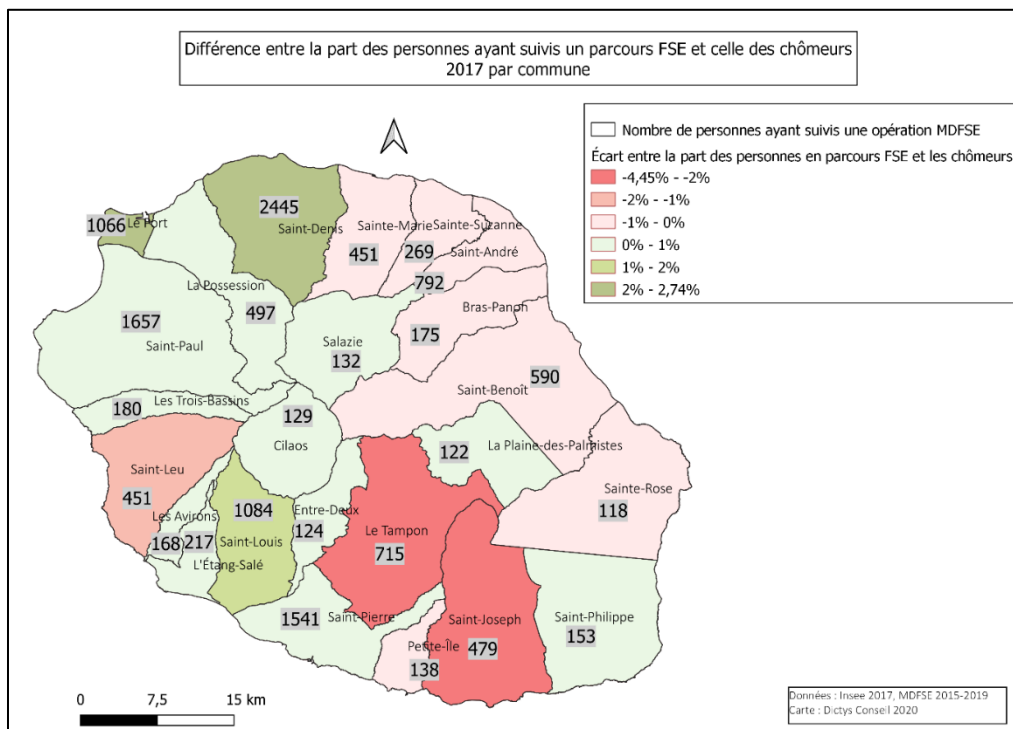 Différence entre la part des personnes ayant suivis un parcours FSE et celle des chômeurs
2017 par commune
Nombre de personnes ayant suivis une opération MDFSE
Écart entre la part des personnes en parcours FSE et les chômeurs
-4,45% - -2%
-2% - -1%
-1% - 0%
0% - 1%
1% - 2%
2% - 2,74%
2445
Saint-Denis
1066
Le Port
Sainte-Marie
451
Sainte-Suzanne
269
Saint-André
792
La Possession
497
Bras-Panon
175
1657
Saint-Paul
Salazie
132
590
Saint-Benoît
Les Trois-Bassins
180
129
Cilaos
La Plaine-des-Palmistes
122
Saint-Leu
451
Sainte-Rose
118
Les Avirons
168
217
L'Étang-Salé
1084
Saint-Louis
Entre-Deux
124
Le Tampon
715
1541
Saint-Pierre
Saint-Joseph
479
Saint-Philippe
153
Petite-Île
138
0 7,5 15 km
Données : Insee 2017, MDFSE 2015-2019
Carte : Dictys Conseil 2020